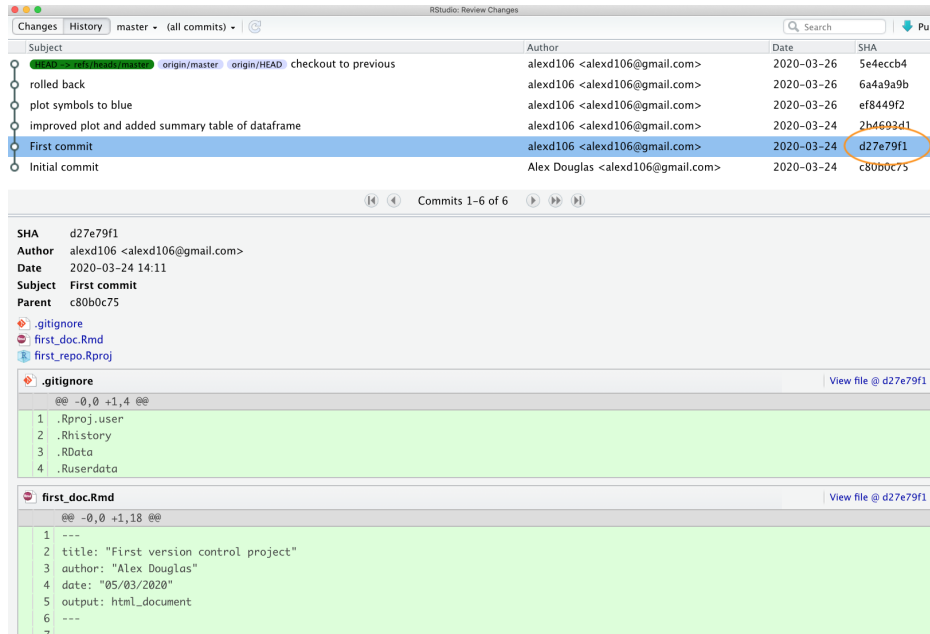 RStudio: Review Changes
Changes History master (all commits) Search Pu
Subject Author Date SHA
HEAD -> refs/heads/master origin/master origin/HEAD checkout to previous alexd106 <alexd106@gmail.com> 2020-03-26 5e4eccb4
rolled back alexd106 <alexd106@gmail.com> 2020-03-26 6a4a9a9b
plot symbols to blue alexd106 <alexd106@gmail.com> 2020-03-26 ef8449f2
improved plot and added summary table of dataframe alexd106 <alexd106@gmail.com> 2020-03-24 2b4693d1
First commit alexd106 <alexd106@gmail.com> 2020-03-24 d27e79f1
Initial commit Alex Douglas <alexd106@gmail.com> 2020-03-24 c80b0c75
Commits 1-6 of 6
SHA d27e79f1
Author alexd106 <alexd106@gmail.com>
Date 2020-03-24 14:11
Subject First commit
Parent c80b0c75
.gitignore
first_doc.Rmd
first_repo.Rproj
.gitignore View file @ d27e79f1
@@ -0,0 +1,4 @@
1 .Rproj.user
2 .Rhistory
3 .RData
4 .Ruserdata
first_doc.Rmd View file @ d27e79f1
@@ -0,0 +1,18 @@
1 ---
2 title: "First version control project"
3 author: "Alex Douglas"
4 date: "05/03/2020"
5 output: html_document
6 ---
7